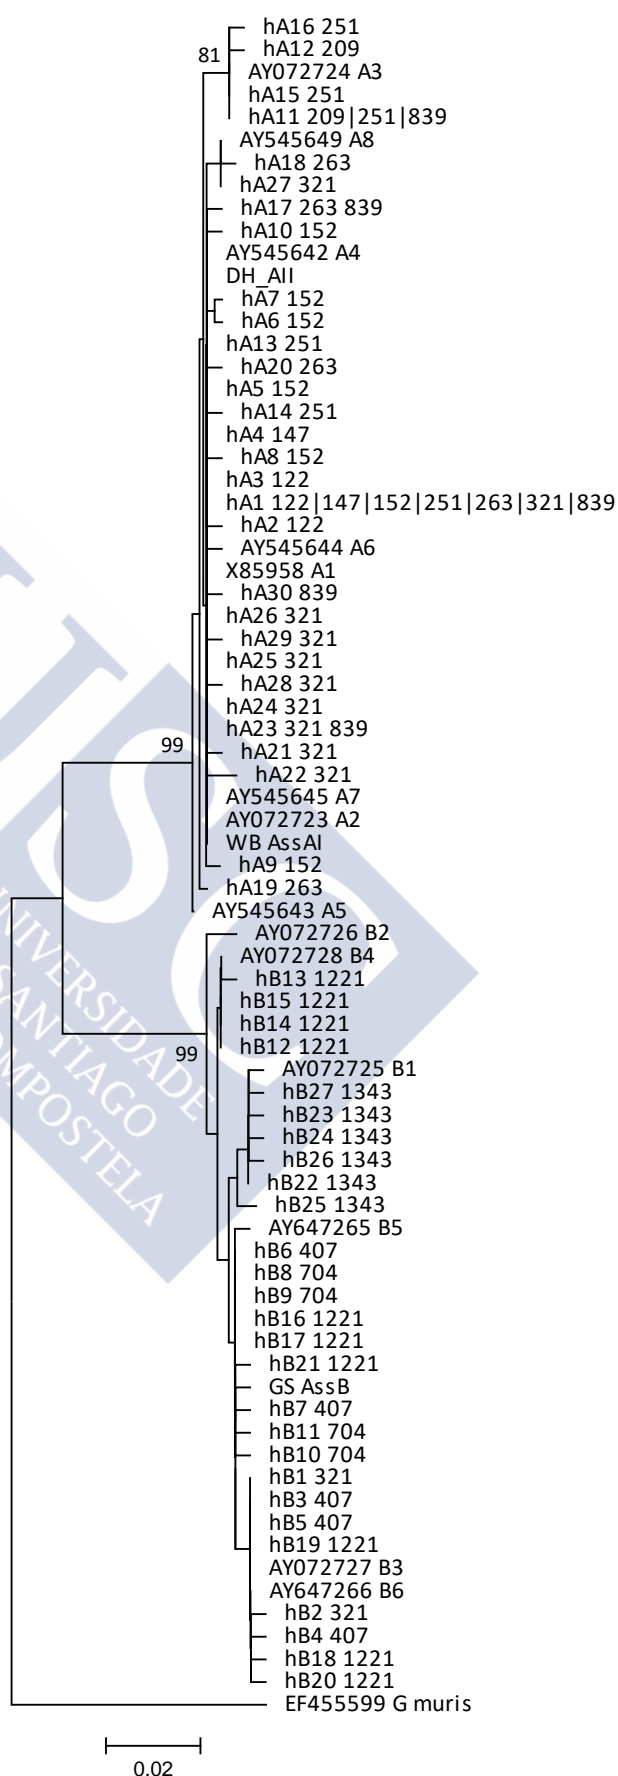 hA16 251
hA12 209
81
AY072724 A3
hA15 251
hA11 209|251|839
AY545649 A8
hA18 263
hA27 321
hA17 263 839
hA10 152
AY545642 A4
DH_AII
hA7 152
hA6 152
hA13 251
hA20 263
hA5 152
hA14 251
hA4 147
hA8 152
hA3 122
hA1 122|147|152|251|263|321|839
hA2 122
AY545644 A6
X85958 A1
hA30 839
hA26 321
hA29 321
hA25 321
hA28 321
hA24 321
hA23 321 839
99
hA21 321
hA22 321
AY545645 A7
AY072723 A2
WB AssAI
hA9 152
hA19 263
AY545643 A5
AY072726 B2
AY072728 B4
hB13 1221
hB15 1221
hB14 1221
hB12 1221
99
AY072725 B1
hB27 1343
hB23 1343
hB24 1343
hB26 1343
hB22 1343
hB25 1343
AY647265 B5
hB6 407
hB8 704
hB9 704
hB16 1221
hB17 1221
hB21 1221
GS AssB
hB7 407
hB11 704
hB10 704
hB1 321
hB3 407
hB5 407
hB19 1221
AY072727 B3
AY647266 B6
hB2 321
hB4 407
hB18 1221
hB20 1221
EF455599 G muris
0.02
USC
UNIVERSIDADE
SANTIAGO
COMPOSTELA